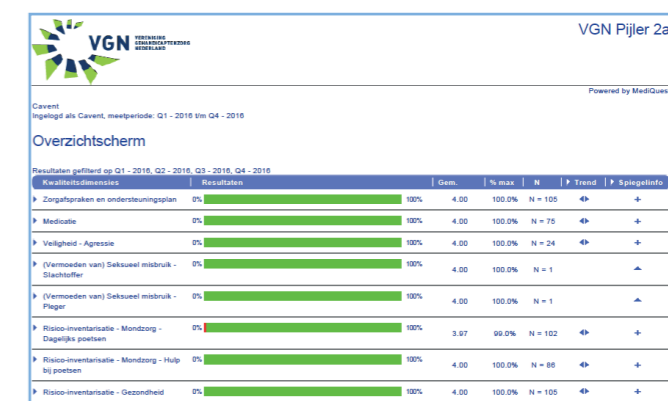 VGN VERENIGING GEHANDICAPTENZORG NEDERLAND
VGN Pijler 2a
Powered by MediQues
Cavent
Ingelogd als Cavent, meetperiode: Q1 - 2016 t/m Q4 - 2016
Overzichtscherm
Resultaten gefilterd op Q1 - 2016, Q2 - 2016, Q3 - 2016, Q4 - 2016
Kwaliteitsdimensies Resultaten Gem. % max N Trend Spiegelinfo
Zorgafspraken en ondersteuningsplan 0% 100% 4.00 100.0% N = 105
Medicatie 0% 100% 4.00 100.0% N = 75
Veiligheid - Agressie 0% 100% 4.00 100.0% N = 24
(Vermoeden van) Seksueel misbruik - 0% 100%
Slachtoffer 4.00 100.0% N = 1
(Vermoeden van) Seksueel misbruik - 0% 100%
Pleger 4.00 100.0% N = 1
Risico-inventarisatie - Mondzorg - 0% 100%
Dagelijks poetsen 3.97 99.0% N = 102
Risico-inventarisatie - Mondzorg - Hulp 0% 100%
bij poetsen 4.00 100.0% N = 86
Risico-inventarisatie - Gezondheid 0% 100% 4.00 100.0% N = 105